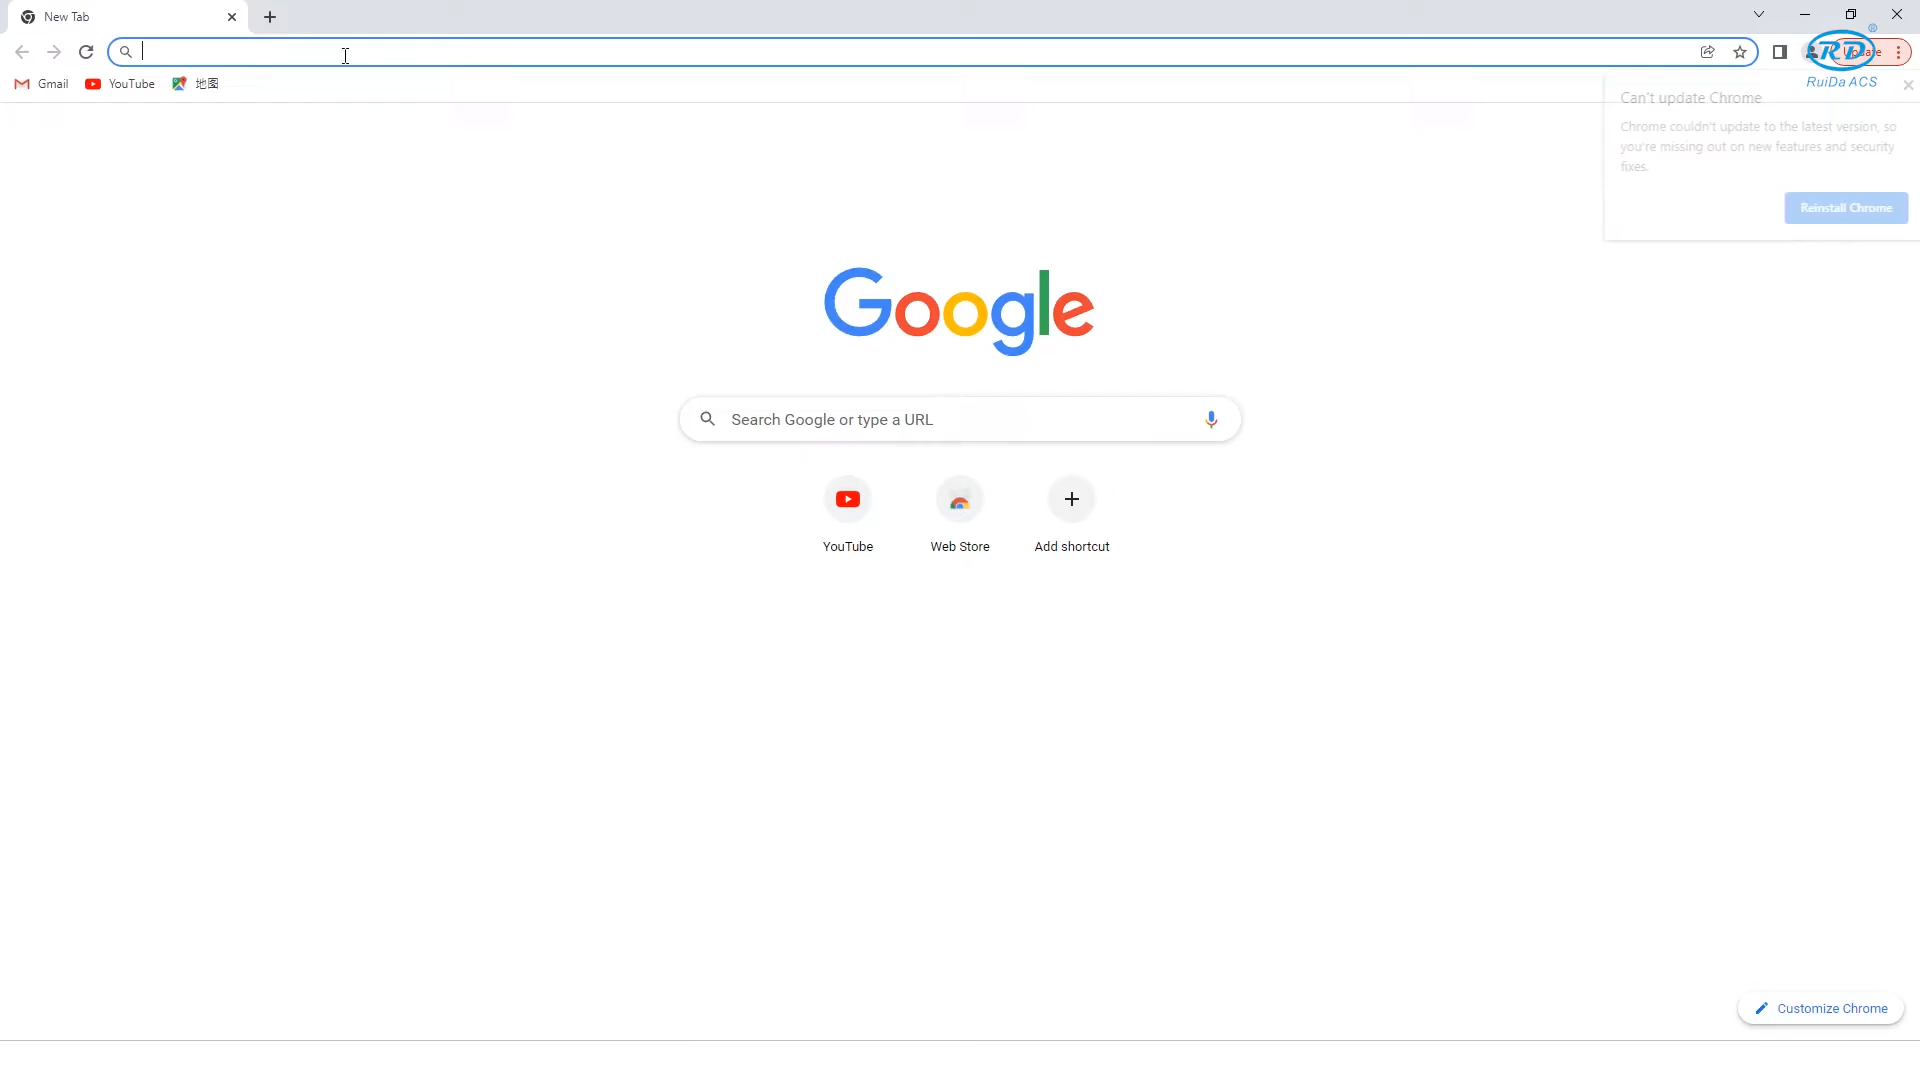 New Tab
Update
RD®
RuiDa ACS
Gmail
YouTube
地图
Can't update Chrome
Chrome couldn't update to the latest version, so
you're missing out on new features and security
fixes.
Reinstall Chrome
Google
Search Google or type a URL
YouTube
Web Store
Add shortcut
Customize Chrome